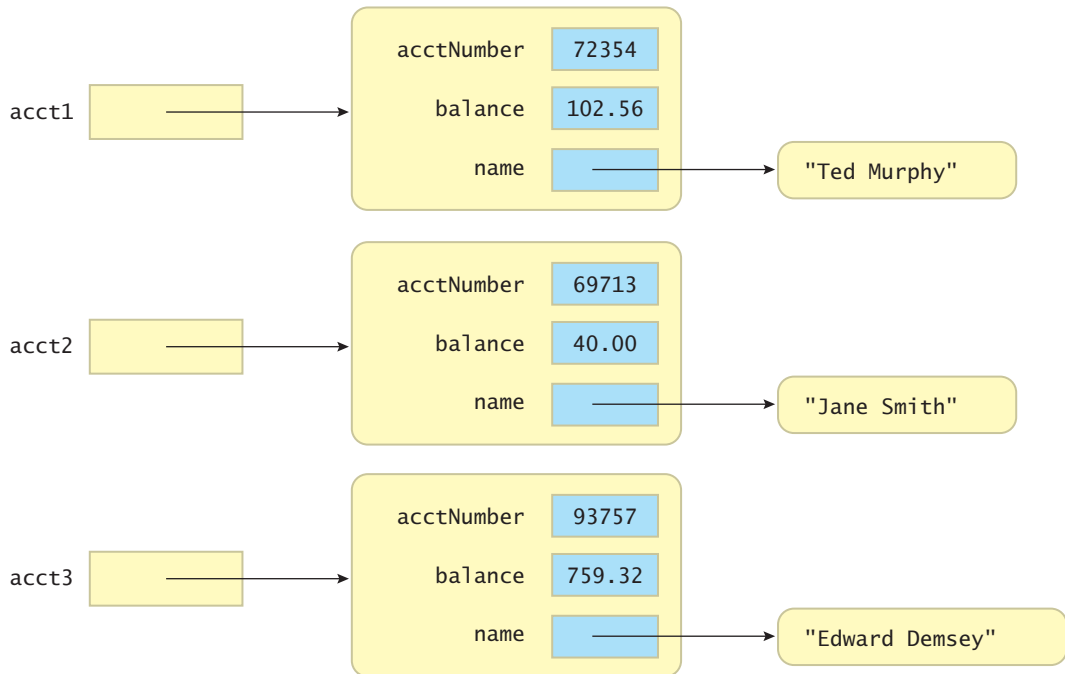 acctNumber 72354
acct1
balance 102.56
name
"Ted Murphy"
acctNumber 69713
acct2
balance 40.00
name
"Jane Smith"
acctNumber 93757
acct3
balance 759.32
name
"Edward Demsey"